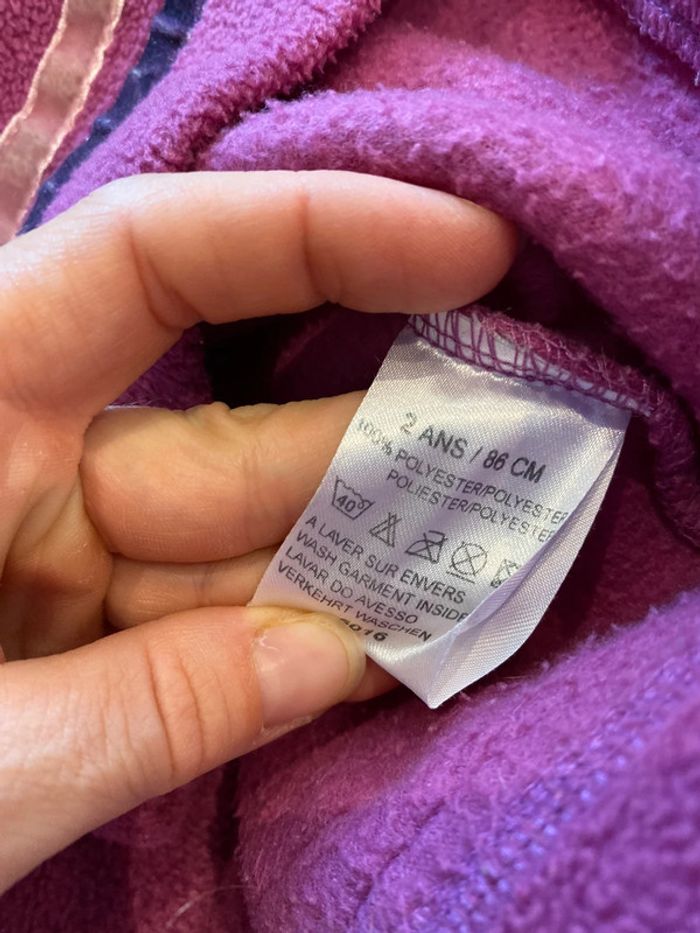 2 ANS / 86 CM
100% POLYESTER/POLYESTER
POLIESTER/POLYESTER
40
A LAVER SUR ENVERS
WASH GARMENT INSIDE
LAVAR DO AVESSO
VERKEHRT WASCHEN